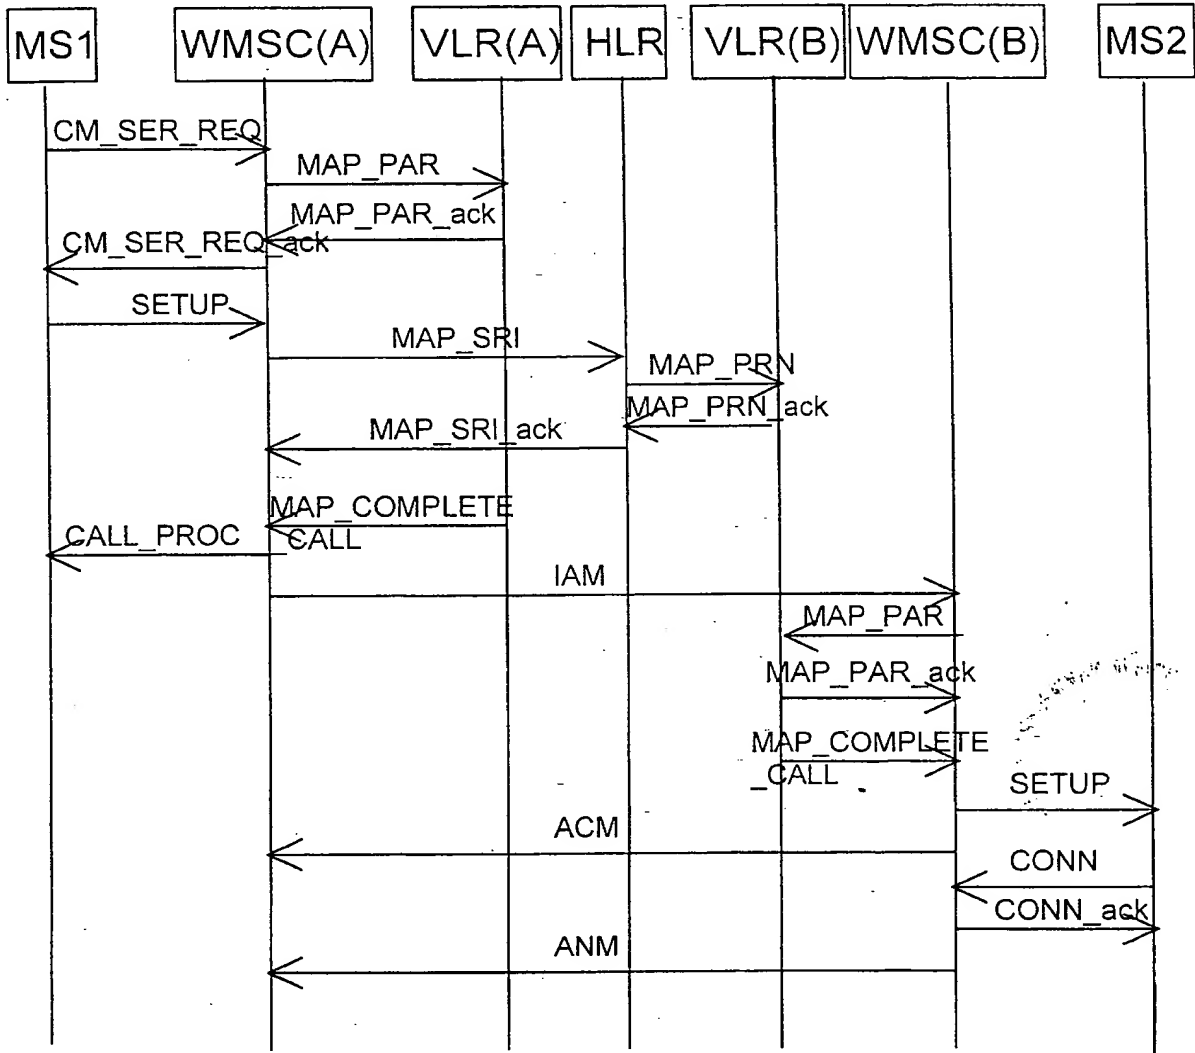 MS1 WMSC(A) VLR(A) HLR VLR(B) WMSC(B) MS2
CM_SER_REQ
MAP_PAR
MAP_PAR_ack
CM_SER_REQ_ack
SETUP
MAP_SRI
MAP_PRN
MAP_PRN_ack
MAP_SRI_ack
MAP_COMPLETE
CALL
CALL_PROC
IAM
MAP_PAR
MAP_PAR_ack
MAP_COMPLETE
_CALL
SETUP
ACM
CONN
CONN_ack
ANM